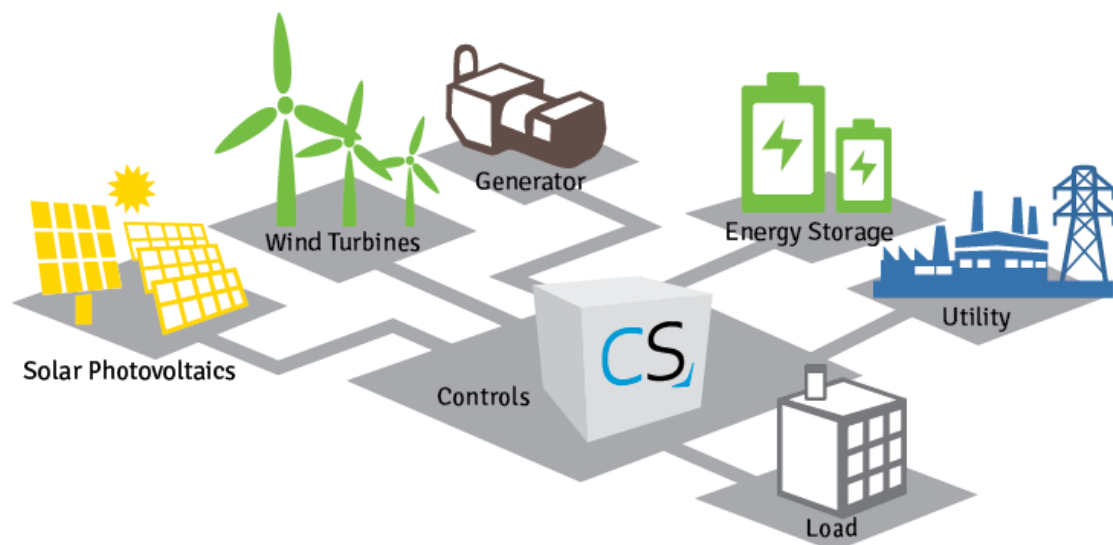 Generator
Wind Turbines
Energy Storage
Utility
Solar Photovoltaics
Controls
CS
Load